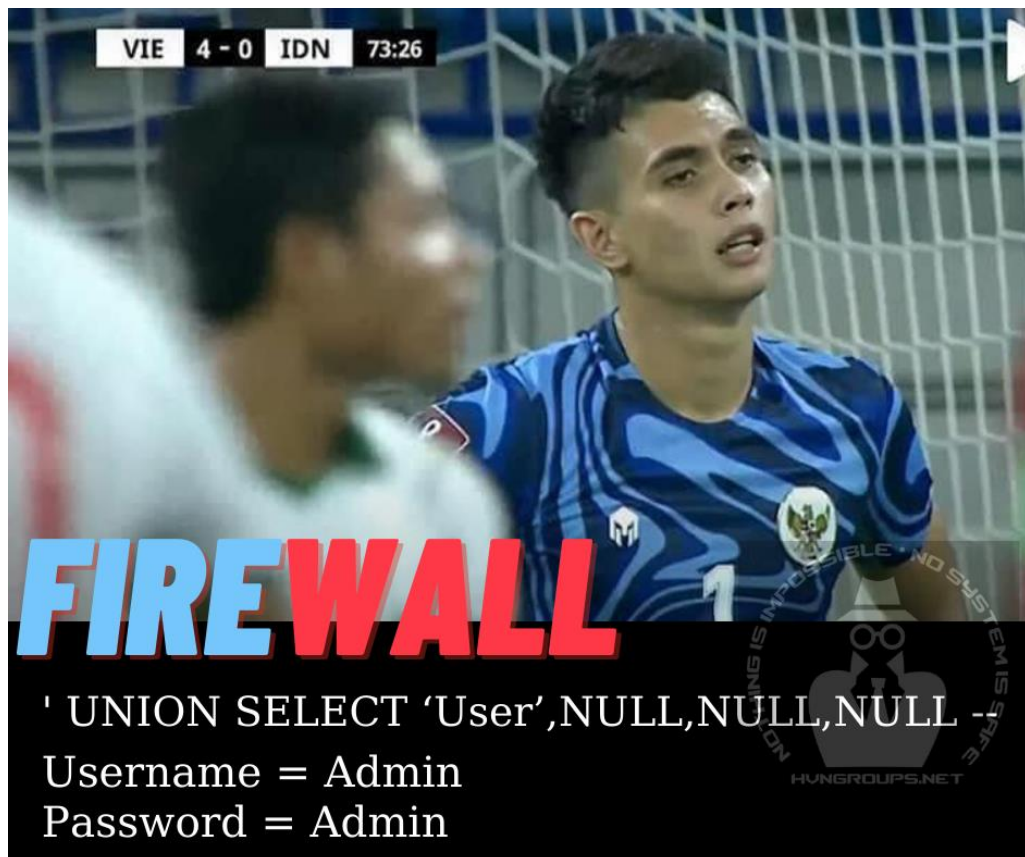 VIE 4 - 0 IDN 73:26
1
FIREWALL
' UNION SELECT ‘User’,NULL,NULL,NULL --
NOTHING IS IMPOSSIBLE • NO SYSTEM IS SAFE
HVNGROUPS.NET
Username = Admin
Password = Admin